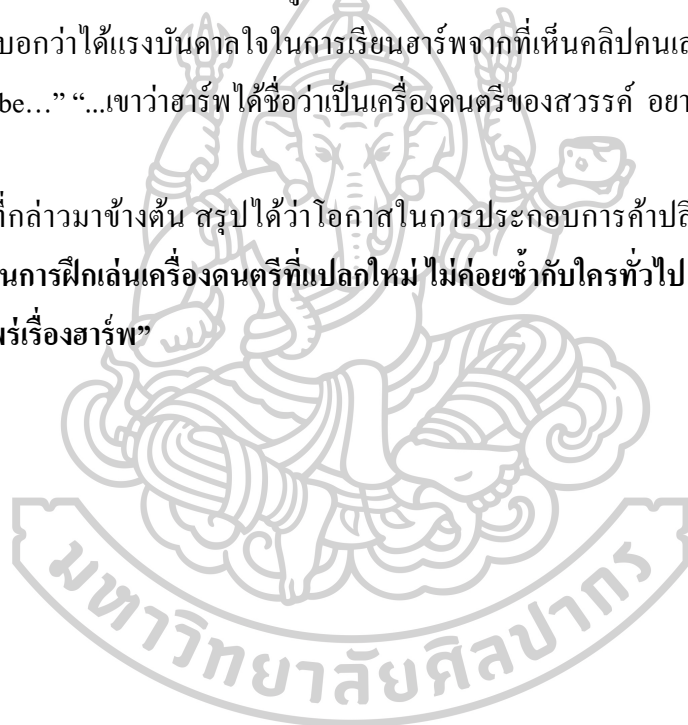 บอกว่าได้แรงบันดาลใจในการเรียนฮาร์พจากที่เห็นคลิปคนเล
be…” “...เขาว่าฮาร์พได้ชื่อว่าเป็นเครื่องดนตรีของสวรรค์ อยา
ที่กล่าวมาข้างต้น สรุปได้ว่าโอกาสในการประกอบการค้าปลี
นการฝึกเล่นเครื่องดนตรีที่แปลกใหม่ ไม่ค่อยซ้ำกับใครทั่วไป
พร่เรื่องฮาร์พ”
มหาวิทยาลัยศิลปากร